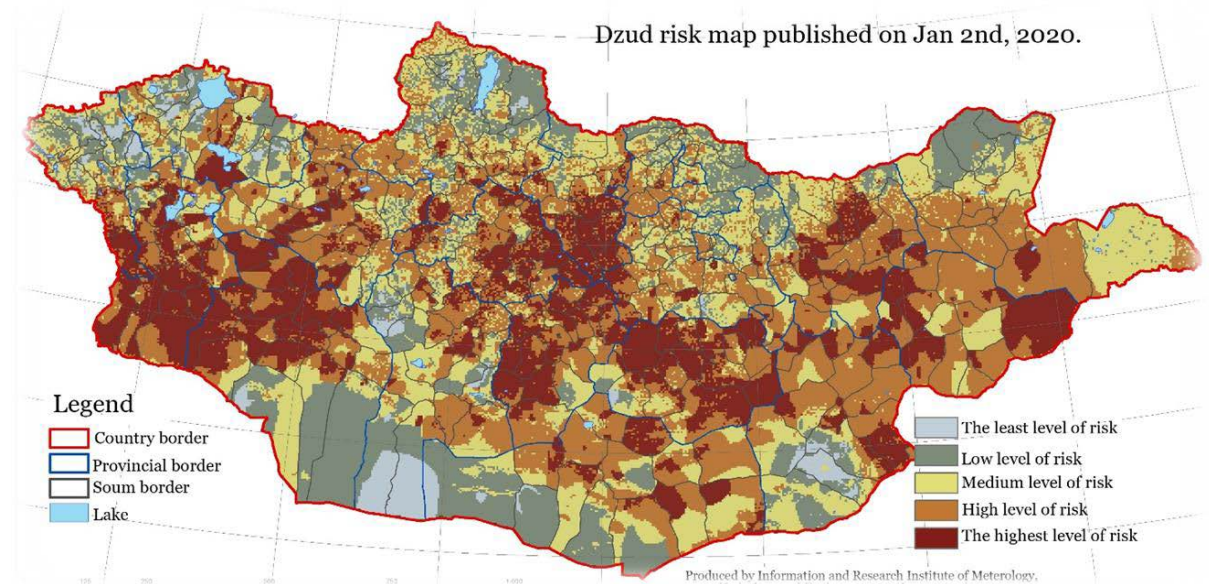 Dzud risk map published on Jan 2nd, 2020.
Legend
Country border
Provincial border
Soum border
Lake
The least level of risk
Low level of risk
Medium level of risk
High level of risk
The highest level of risk
Produced by Information and Research Institute of Meterology.